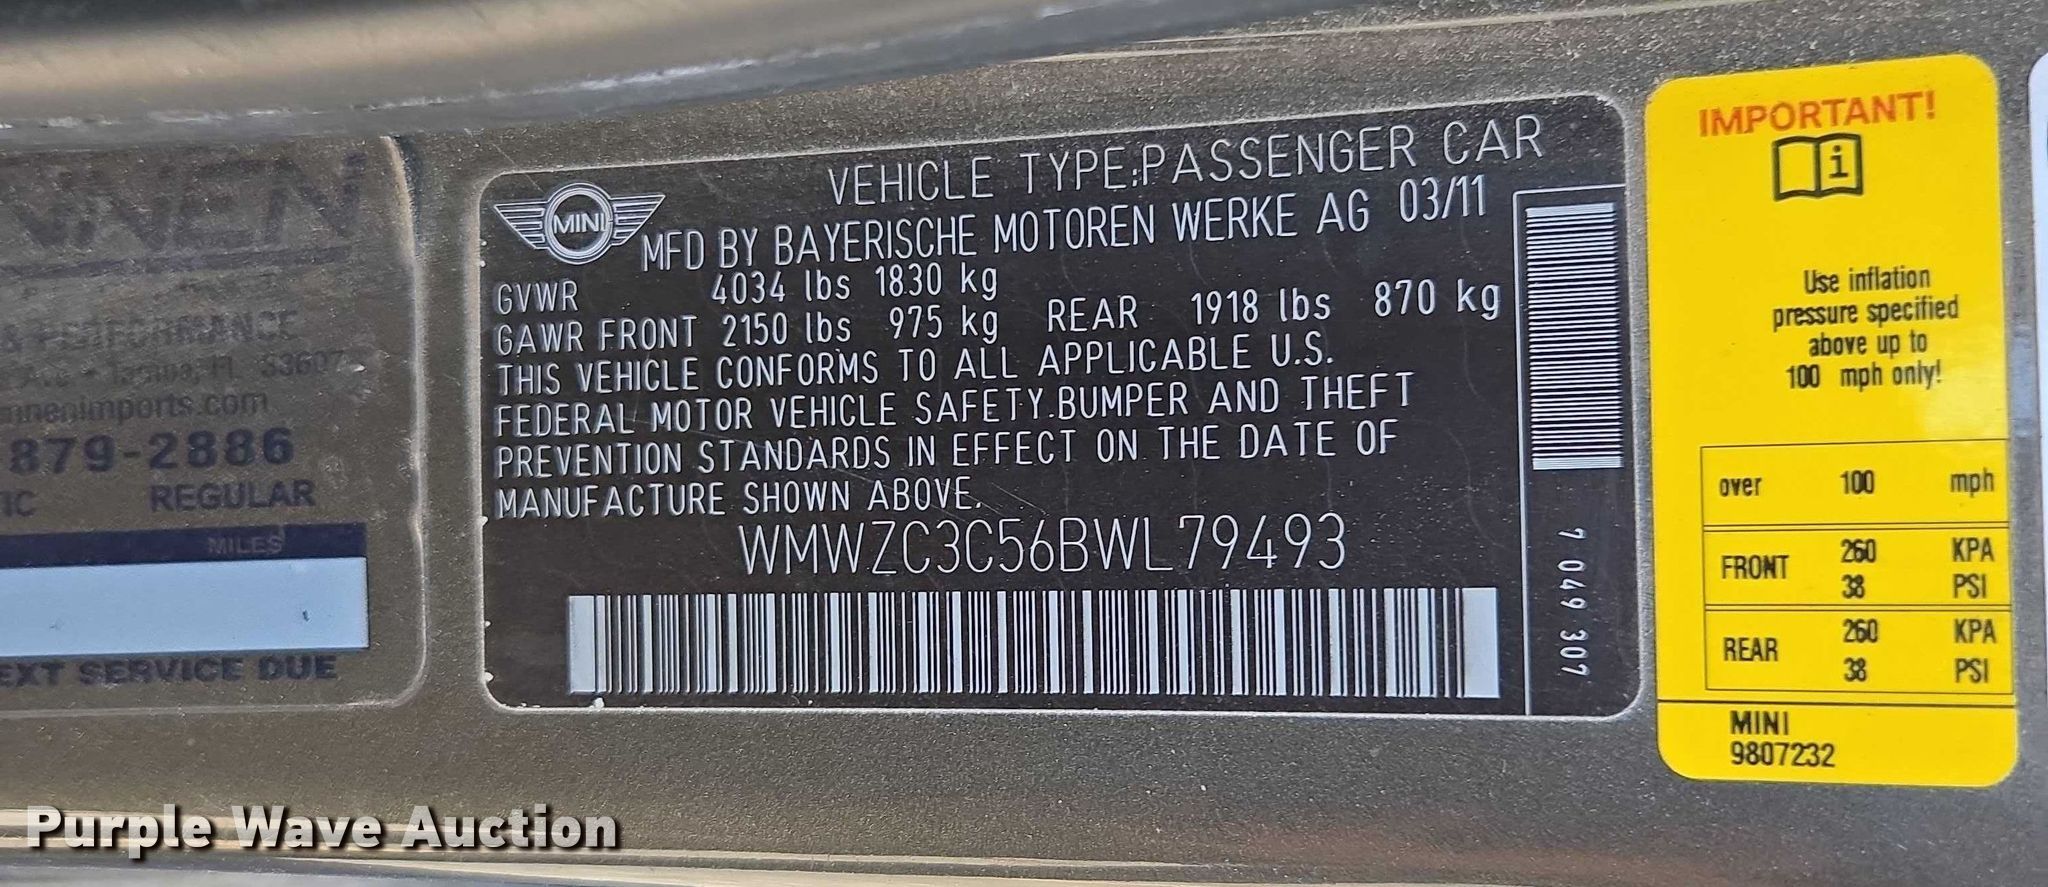 REGULAR
879-2886
MILES
EXT SERVICE DUE
MINI
VEHICLE TYPE:PASSENGER CAR
MFD BY BAYERISCHE MOTOREN WERKE AG 03/11
GVWR 4034 lbs 1830 kg
GAWR FRONT 2150 lbs 975 kg REAR 1918 lbs 870 kg
THIS VEHICLE CONFORMS TO ALL APPLICABLE U.S.
FEDERAL MOTOR VEHICLE SAFETY.BUMPER AND THEFT
PREVENTION STANDARDS IN EFFECT ON THE DATE OF
MANUFACTURE SHOWN ABOVE.
WMWZC3C56BWL79493
7 049 307
IMPORTANT!
i
Use inflation
pressure specified
above up to
100 mph only!
over 100 mph
FRONT 260 KPA
38 PSI
REAR 260 KPA
38 PSI
MINI
9807232
Purple Wave Auction